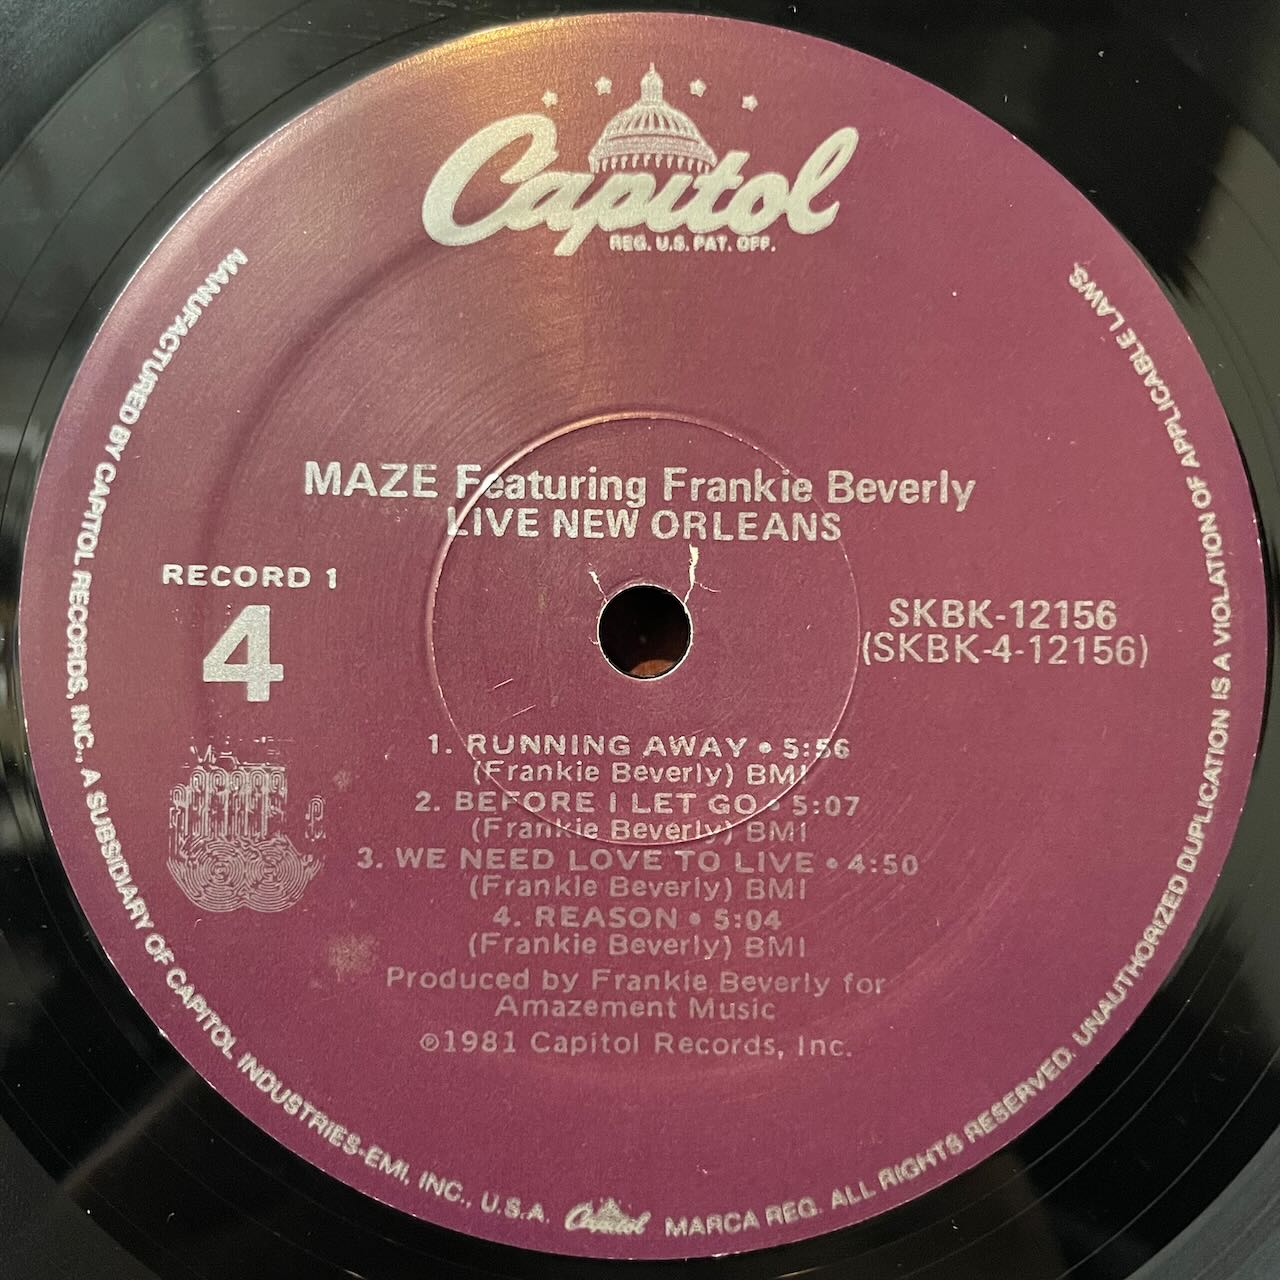 Capitol
REG. U.S. PAT. OFF.
MAZE Featuring Frankie Beverly
LIVE NEW ORLEANS
RECORD 1
4
SKBK-12156
(SKBK-4-12156)
1. RUNNING AWAY • 5:56
(Frankie Beverly) BMI
2. BEFORE I LET GO • 5:07
(Frankie Beverly) BMI
3. WE NEED LOVE TO LIVE • 4:50
(Frankie Beverly) BMI
4. REASON • 5:04
(Frankie Beverly) BMI
Produced by Frankie Beverly for
Amazement Music
℗1981 Capitol Records, Inc.
MANUFACTURED BY CAPITOL RECORDS, INC., A SUBSIDIARY OF CAPITOL INDUSTRIES-EMI, INC., U.S.A. Capitol MARCA REG. ALL RIGHTS RESERVED. UNAUTHORIZED DUPLICATION IS A VIOLATION OF APPLICABLE LAWS.